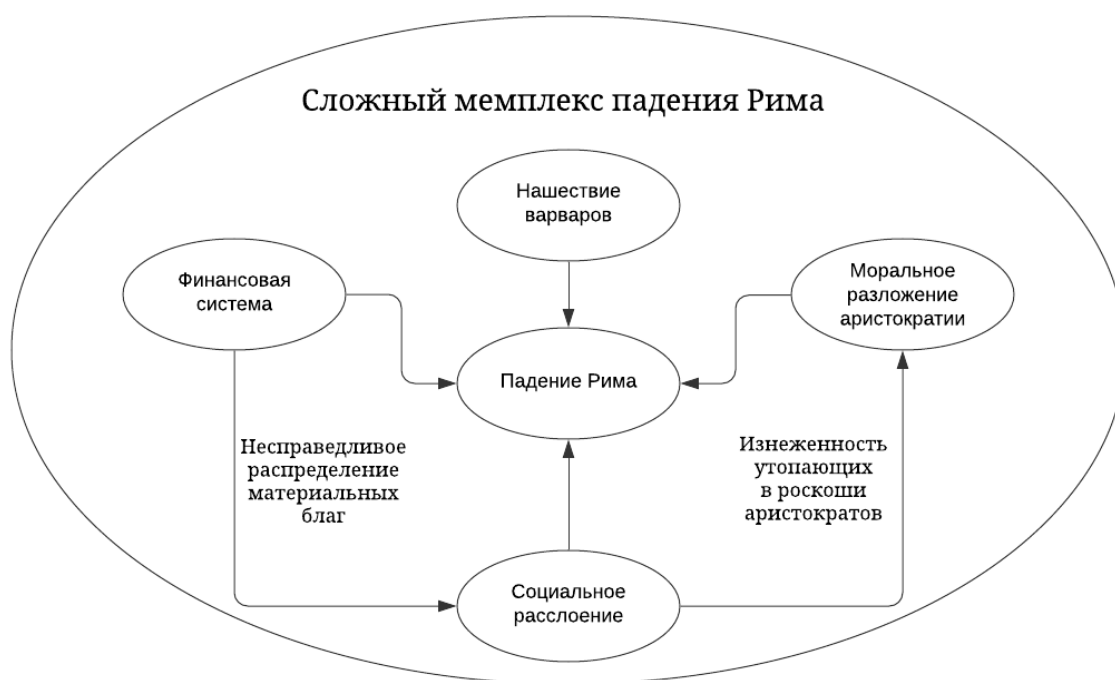 Сложный мемплекс падения Рима
Нашествие
варваров
Финансовая
система
Моральное
разложение
аристократии
Падение Рима
Несправедливое
распределение
материальных
благ
Изнеженность
утопающих
в роскоши
аристократов
Социальное
расслоение